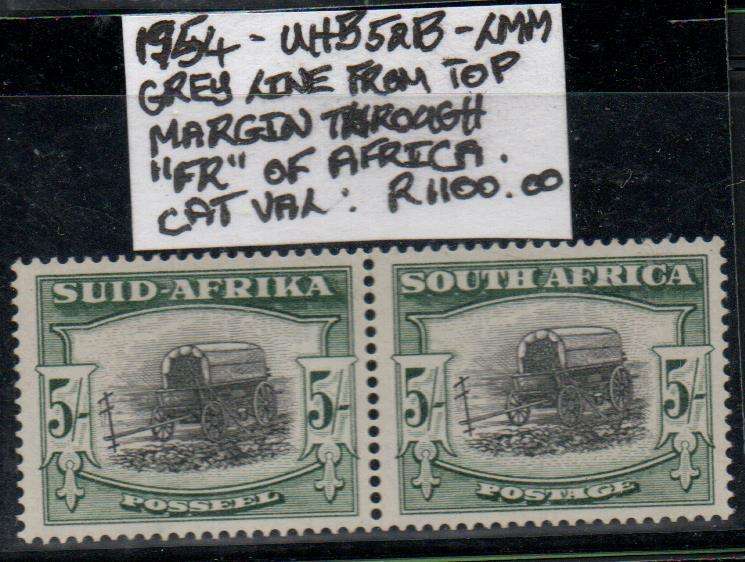 1954 - UHB52B - LMM
GREY LINE FROM TOP
MARGIN THROUGH
"FR" OF AFRICA.
CAT VAL: R1100.00
SUID-AFRIKA
5/-
5/-
POSSEEL
SOUTH AFRICA
5/-
5/-
POSTAGE